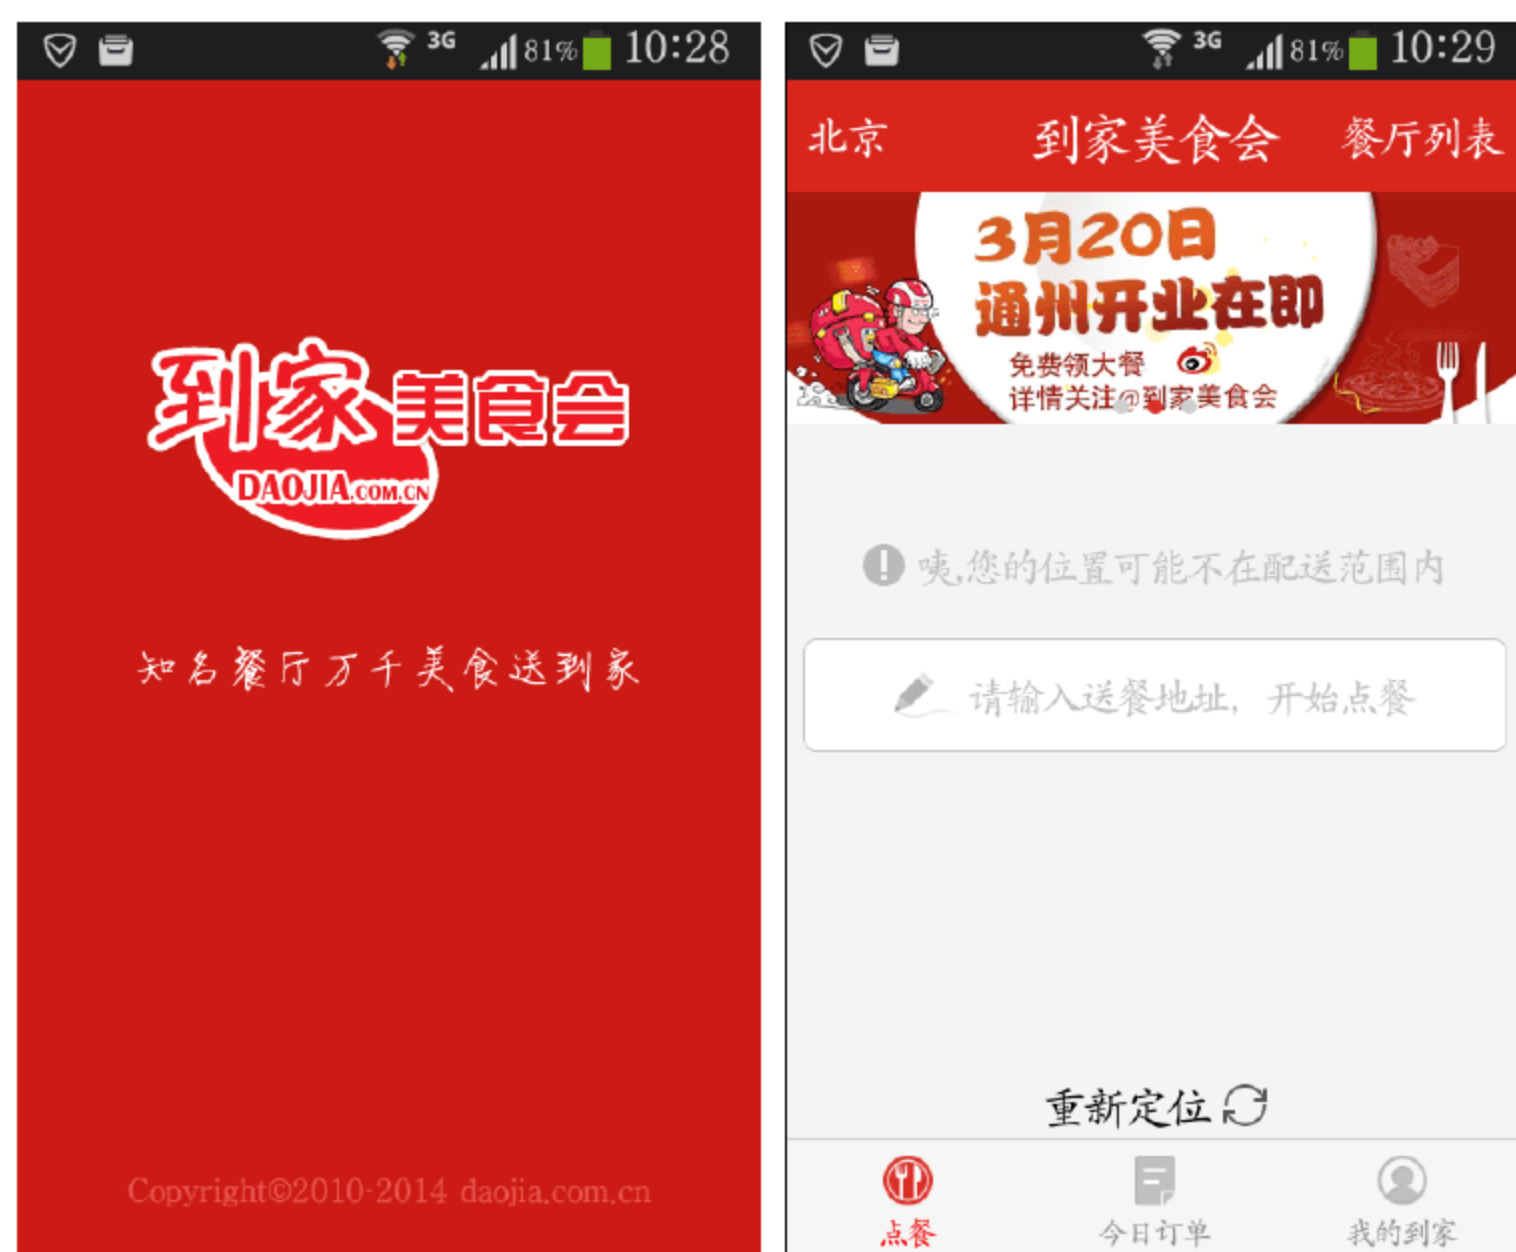 3G 81% 10:28
到家美食会
DAOJIA.COM.CN
知名餐厅万千美食送到家
Copyright©2010-2014 daojia.com.cn
3G 81% 10:29
北京 到家美食会 餐厅列表
3月20日
通州开业在即
免费领大餐
详情关注@到家美食会
咦,您的位置可能不在配送范围内
请输入送餐地址，开始点餐
重新定位
点餐 今日订单 我的到家